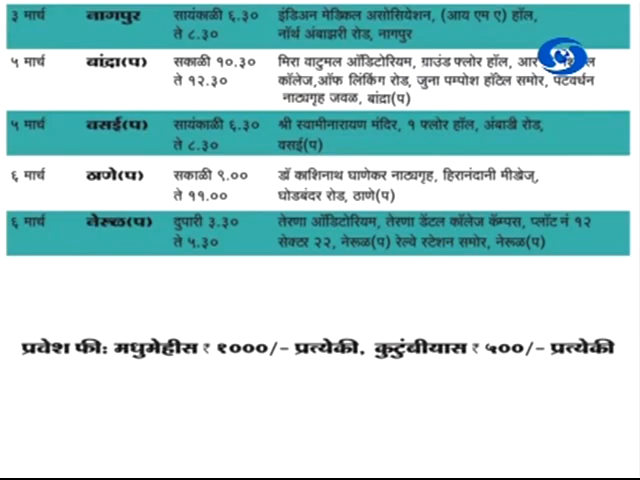 ३ मार्च नागपुर सायंकाळी ६.३० इंडिअन मेडिकल असोसियेशन, (आय एम ए) हॉल,
ते ८.३० नॉर्थ अंबाझरी रोड, नागपुर
५ मार्च बांद्रा(प) सकाळी १०.३० मिरा वाटुमल ऑडिटोरियम, ग्राउंड फ्लोर हॉल, आर
ते १२.३० कॉलेज,ऑफ लिंकिंग रोड, जुना पम्पोश हॉटेल समोर, पटवर्धन
नाट्यगृह जवळ, बांद्रा(प)
५ मार्च वसई(प) सायंकाळी ६.३० श्री स्वामीनारायण मंदिर, १ फ्लोर हॉल, अंबाडी रोड,
ते ८.३० वसई(प)
६ मार्च ठाणे(प) सकाळी ९.०० डॉ काशिनाथ घाणेकर नाट्यगृह, हिरानंदानी मीडोज्,
ते ११.०० घोडबंदर रोड, ठाणे(प)
६ मार्च नेरूळ(प) दुपारी ३.३० तेरणा ऑडिटोरियम, तेरणा डेंटल कॉलेज कॅम्पस, प्लॉट नं १२
ते ५.३० सेक्टर २२, नेरूळ(प) रेल्वे स्टेशन समोर, नेरूळ(प)
प्रवेश फी: मधुमेहीस ₹ १०००/- प्रत्येकी, कुटुंबीयास ₹ ५००/- प्रत्येकी